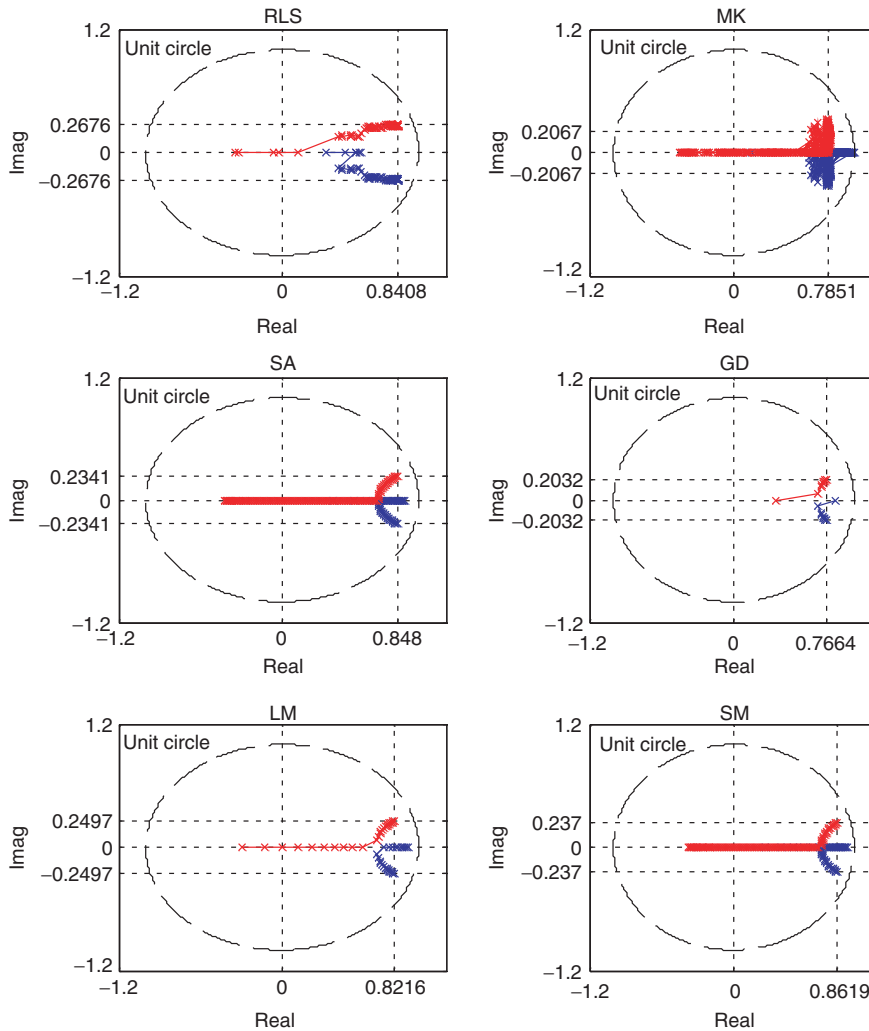 RLS
1.2
Unit circle
0.2676
0
−0.2676
−1.2
−1.2
0
0.8408
Imag
Real
MK
1.2
Unit circle
0.2067
0
−0.2067
−1.2
−1.2
0
0.7851
Imag
Real
SA
1.2
Unit circle
0.2341
0
−0.2341
−1.2
−1.2
0
0.848
Imag
Real
GD
1.2
Unit circle
0.2032
0
−0.2032
−1.2
−1.2
0
0.7664
Imag
Real
LM
1.2
Unit circle
0.2497
0
−0.2497
−1.2
−1.2
0
0.8216
Imag
Real
SM
1.2
Unit circle
0.237
0
−0.237
−1.2
−1.2
0
0.8619
Imag
Real